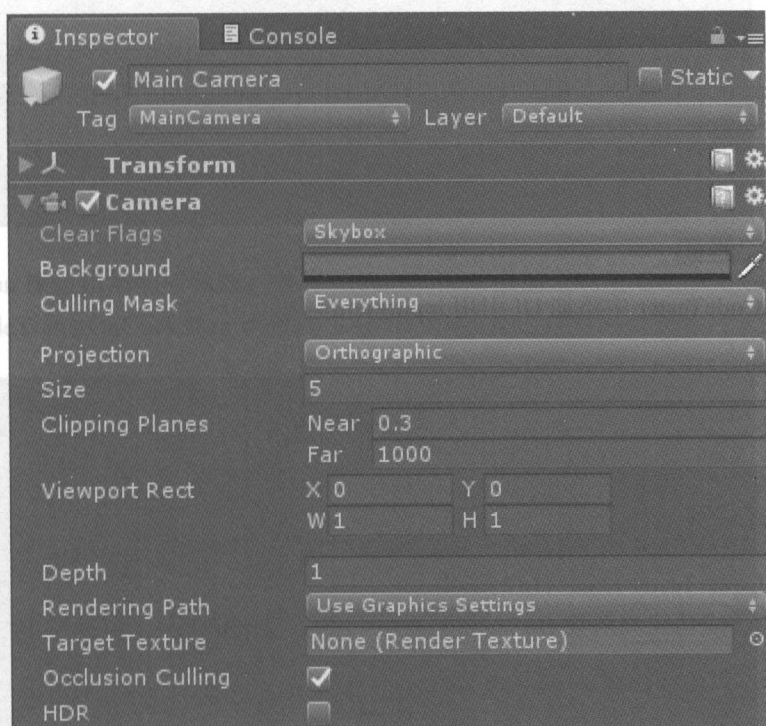 Inspector Console
Main Camera Static
Tag MainCamera Layer Default
Transform
Camera
Clear Flags Skybox
Background
Culling Mask Everything
Projection Orthographic
Size 5
Clipping Planes Near 0.3
Far 1000
Viewport Rect X 0 Y 0
W 1 H 1
Depth 1
Rendering Path Use Graphics Settings
Target Texture None (Render Texture)
Occlusion Culling
HDR